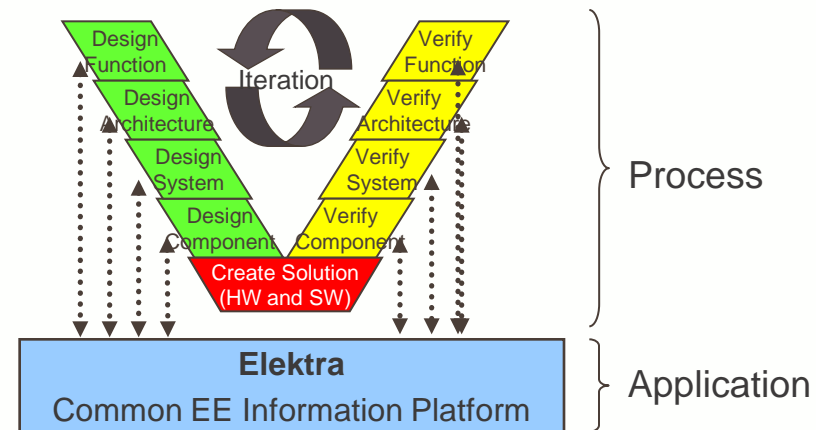 Design
Function
Design
Architecture
Design
System
Design
Component
Iteration
Verify
Function
Verify
Architecture
Verify
System
Verify
Component
Create Solution
(HW and SW)
Process
Elektra
Common EE Information Platform
Application